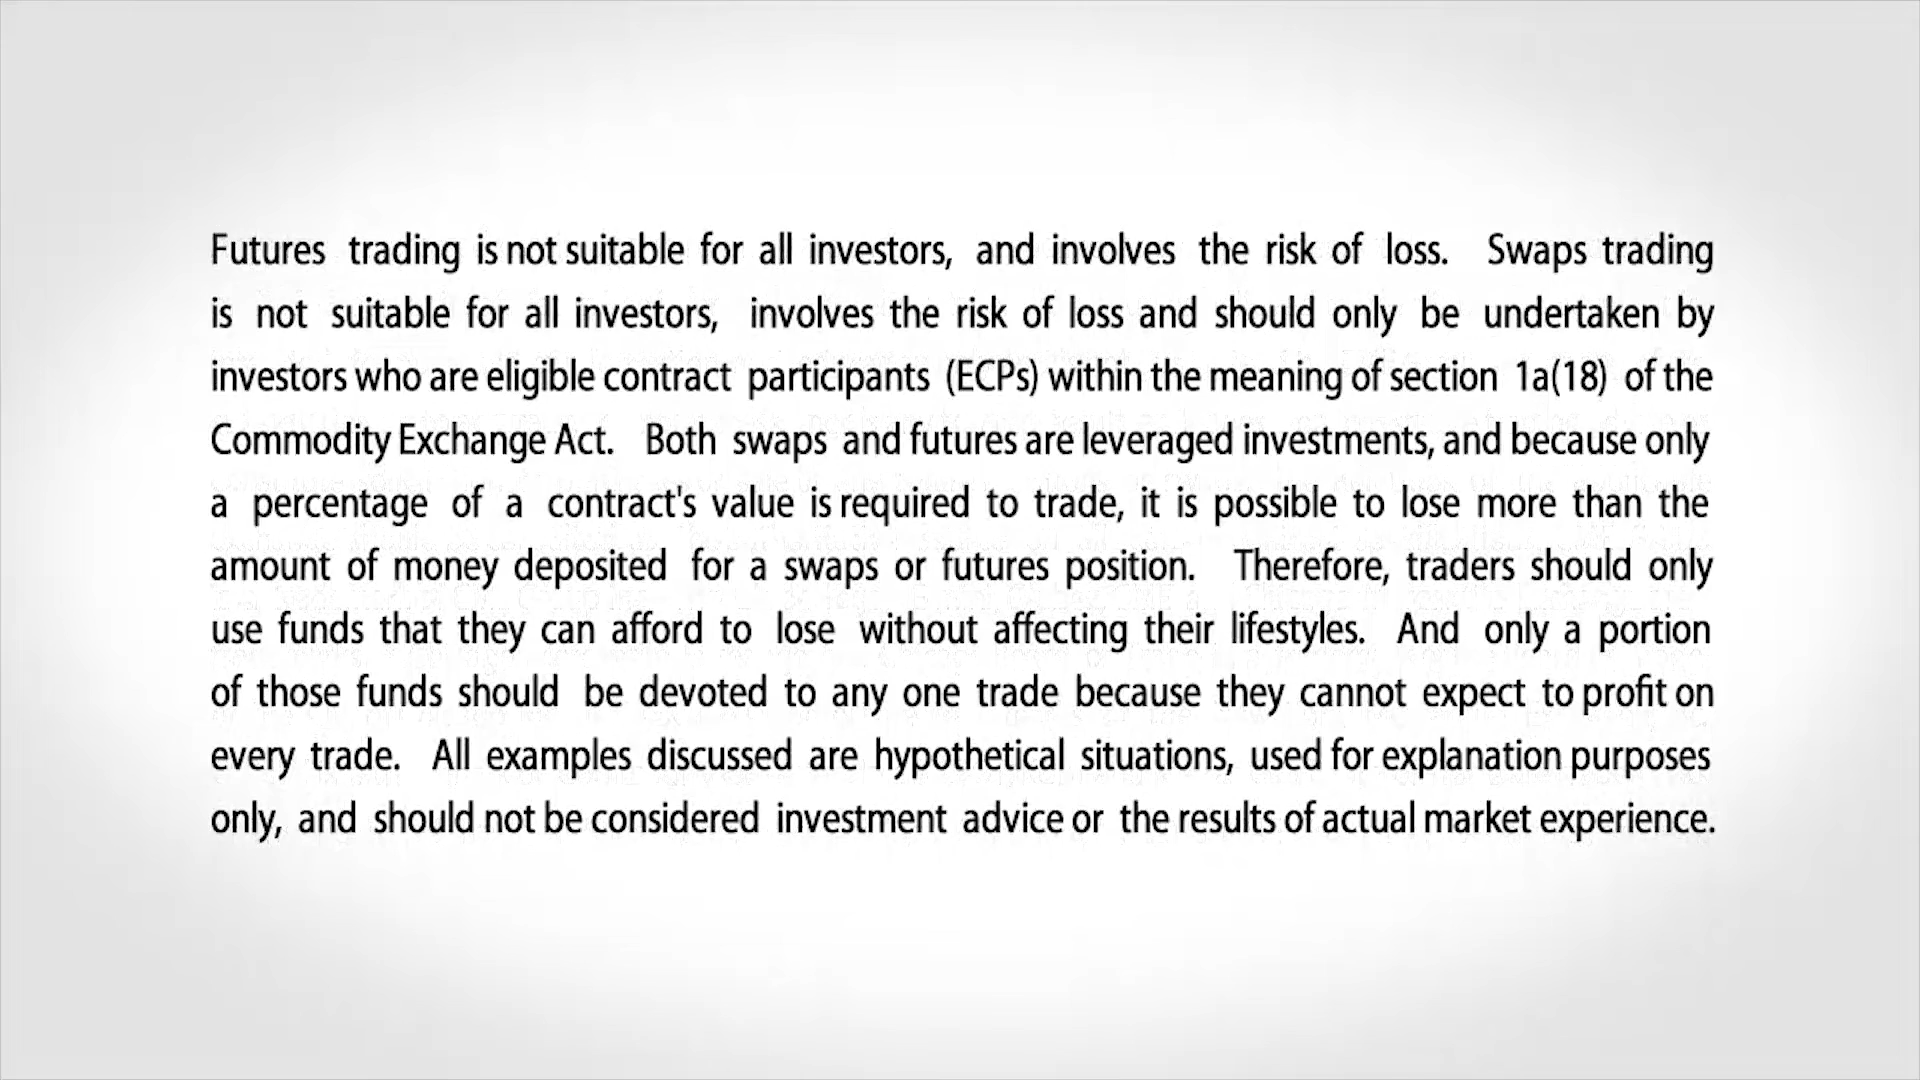 Futures trading is not suitable for all investors, and involves the risk of loss. Swaps trading
is not suitable for all investors, involves the risk of loss and should only be undertaken by
investors who are eligible contract participants (ECPs) within the meaning of section 1a(18) of the
Commodity Exchange Act. Both swaps and futures are leveraged investments, and because only
a percentage of a contract's value is required to trade, it is possible to lose more than the
amount of money deposited for a swaps or futures position. Therefore, traders should only
use funds that they can afford to lose without affecting their lifestyles. And only a portion
of those funds should be devoted to any one trade because they cannot expect to profit on
every trade. All examples discussed are hypothetical situations, used for explanation purposes
only, and should not be considered investment advice or the results of actual market experience.